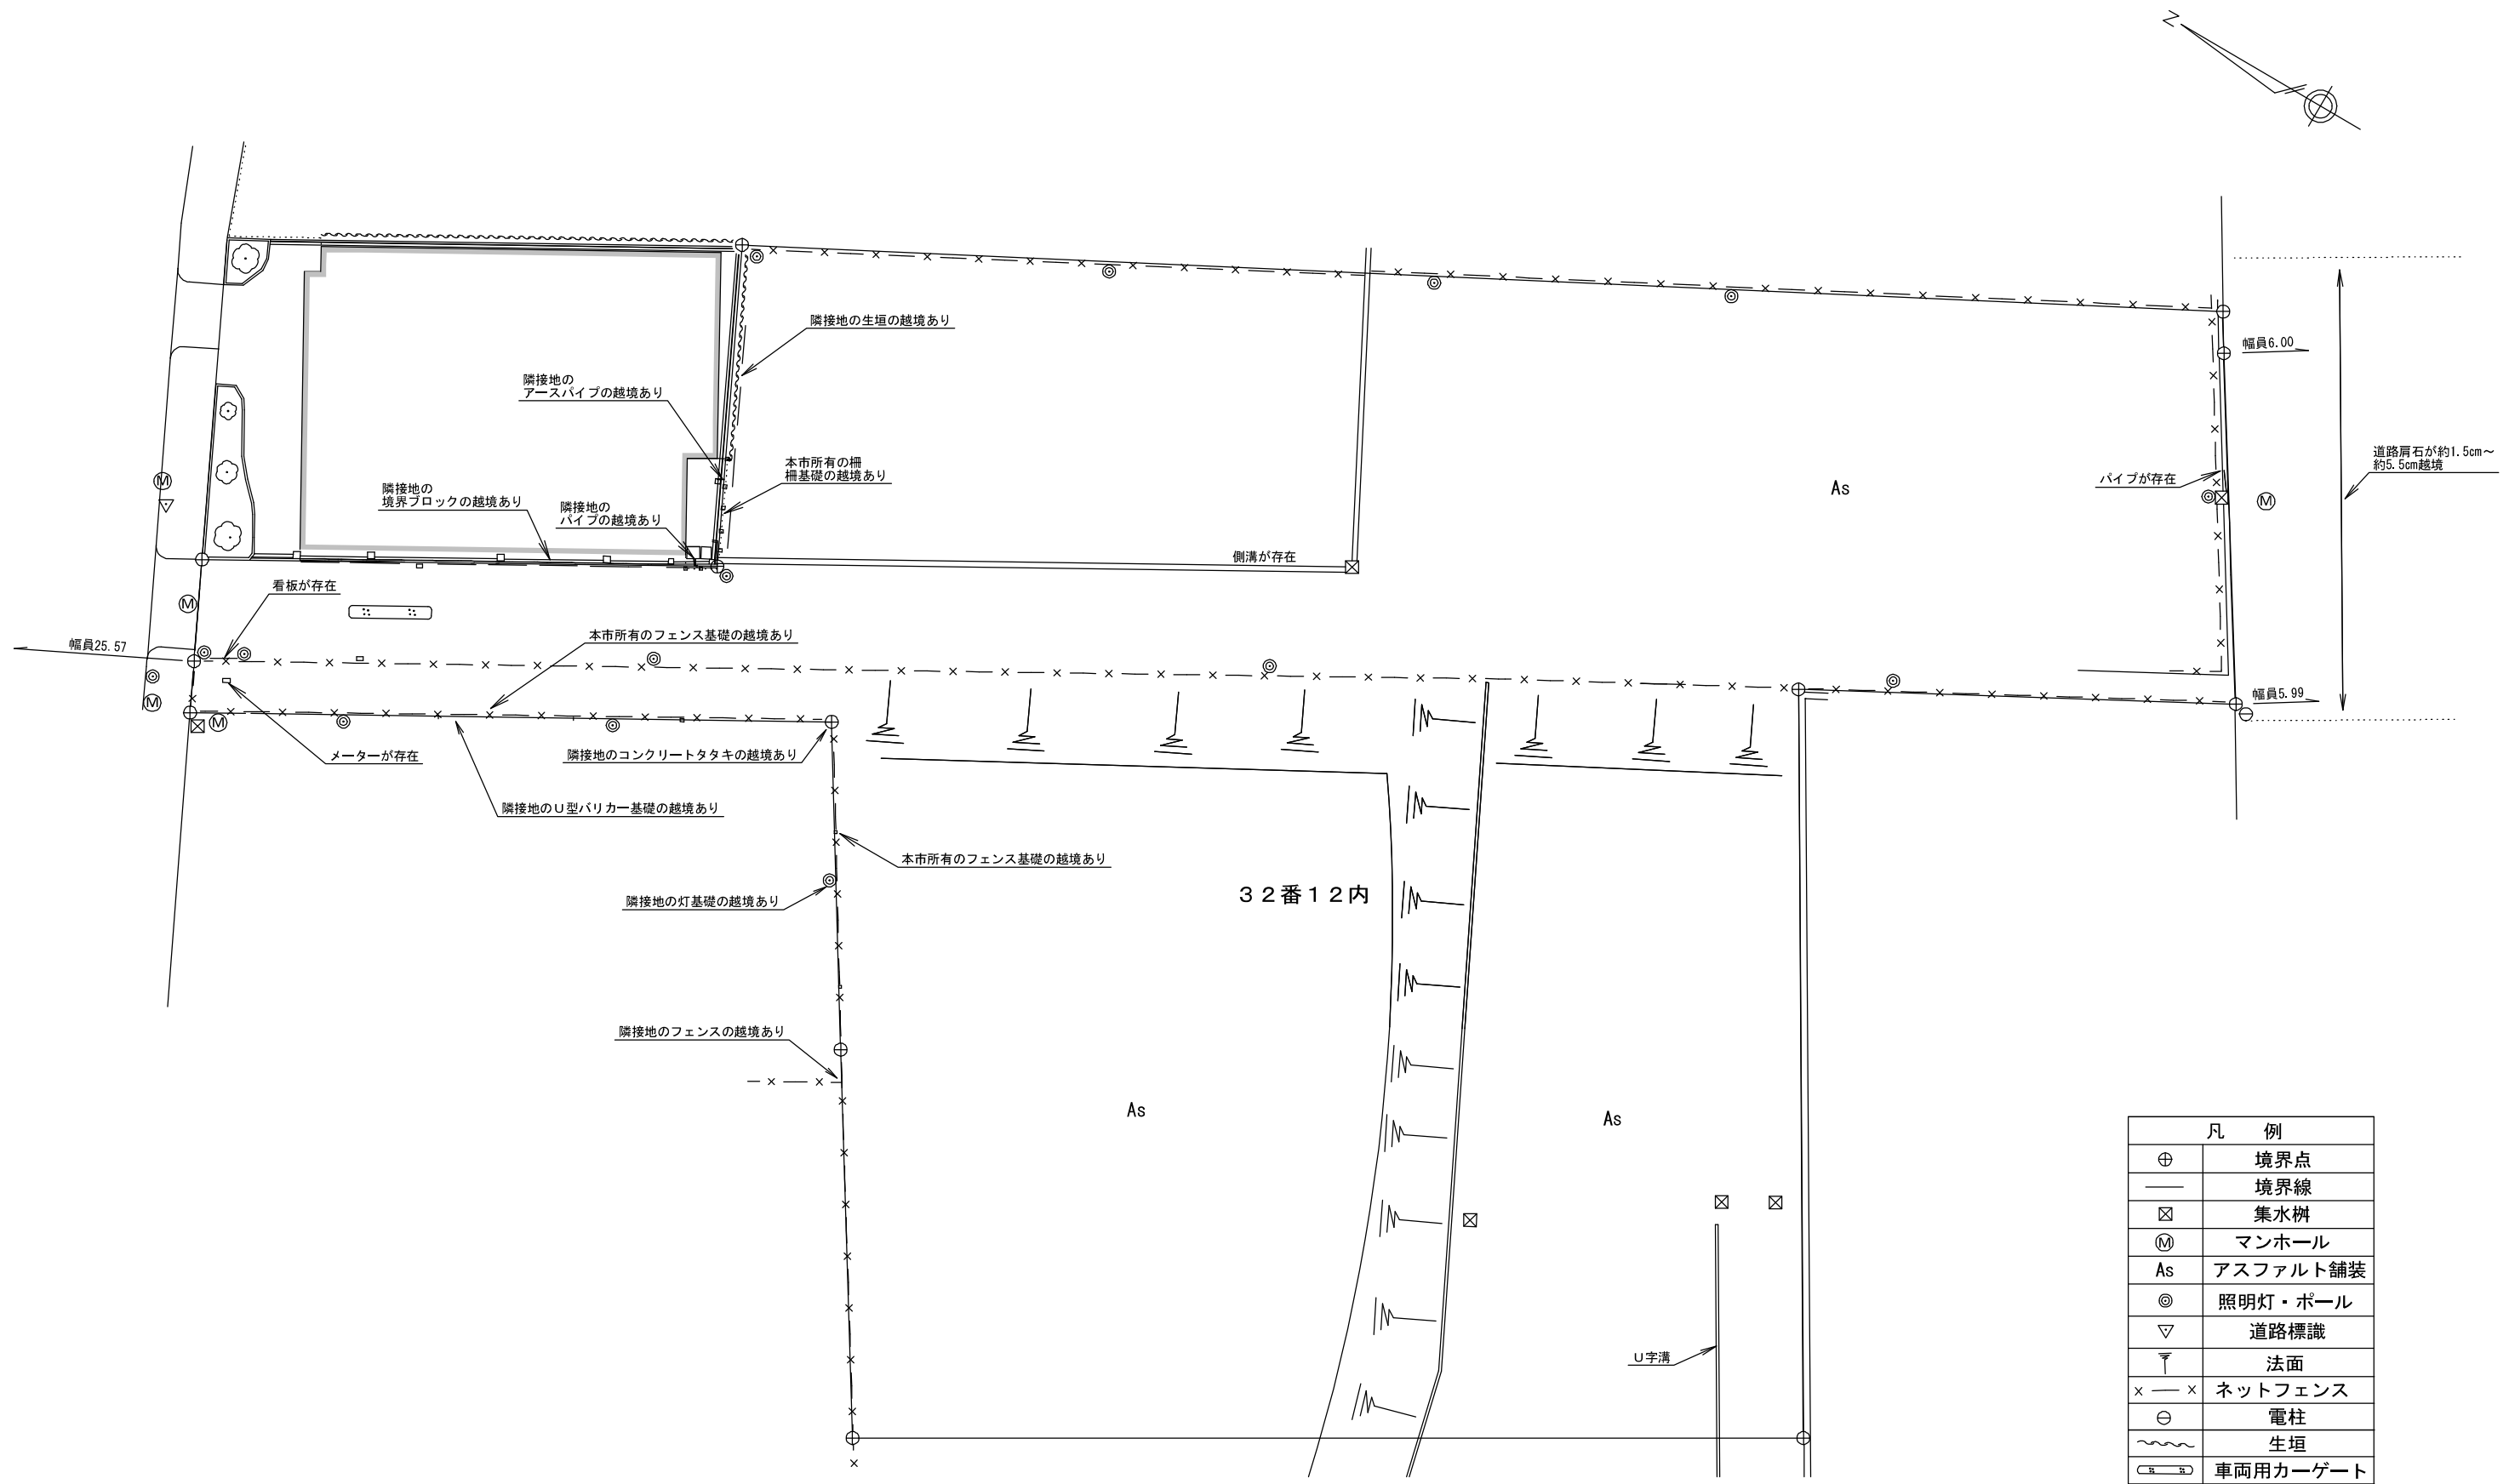 N
幅員6.00
道路肩石が約1.5cm～
約5.5cm越境
隣接地の生垣の越境あり
隣接地の
アースパイプの越境あり
本市所有の柵
柵基礎の越境あり
隣接地の
境界ブロックの越境あり
隣接地の
パイプの越境あり
As
パイプが存在
M
M
側溝が存在
看板が存在
M
幅員25.57
本市所有のフェンス基礎の越境あり
M
M
幅員5.99
メーターが存在
隣接地のコンクリートタタキの越境あり
隣接地のU型バリカー基礎の越境あり
本市所有のフェンス基礎の越境あり
32番12内
隣接地の灯基礎の越境あり
隣接地のフェンスの越境あり
As
As
U字溝
凡 例
境界点
境界線
集水桝
M マンホール
As アスファルト舗装
照明灯・ポール
道路標識
法面
ネットフェンス
電柱
生垣
車両用カーゲート